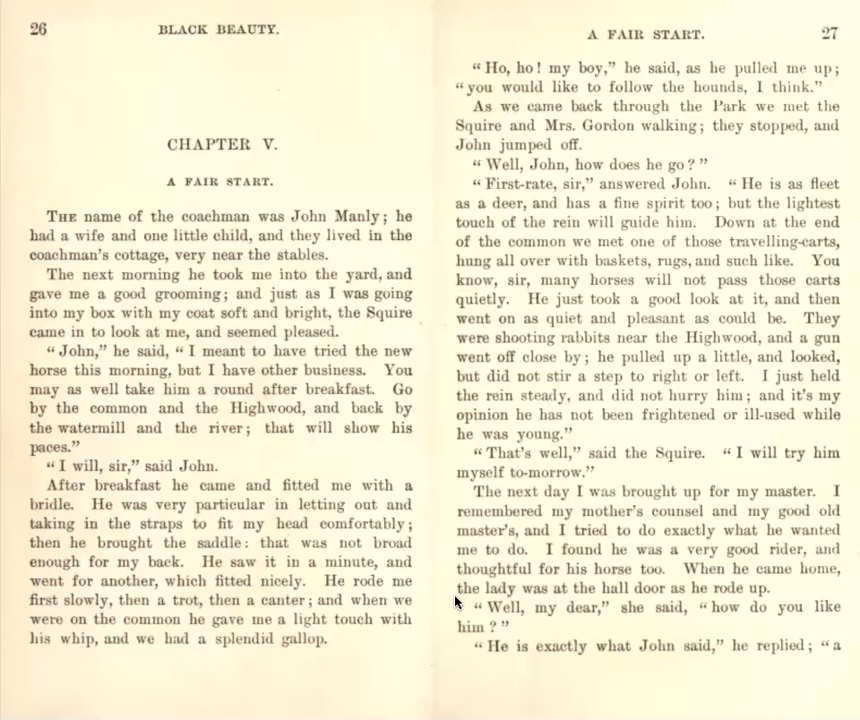 26
BLACK BEAUTY.
CHAPTER V.
A FAIR START.
THE name of the coachman was John Manly; he
had a wife and one little child, and they lived in the
coachman's cottage, very near the stables.
The next morning he took me into the yard, and
gave me a good grooming; and just as I was going
into my box with my coat soft and bright, the Squire
came in to look at me, and seemed pleased.
“John,” he said, “I meant to have tried the new
horse this morning, but I have other business. You
may as well take him a round after breakfast. Go
by the common and the Highwood, and back by
the watermill and the river; that will show his
paces.”
“I will, sir,” said John.
After breakfast he came and fitted me with a
bridle. He was very particular in letting out and
taking in the straps to fit my head comfortably;
then he brought the saddle: that was not broad
enough for my back. He saw it in a minute, and
went for another, which fitted nicely. He rode me
first slowly, then a trot, then a canter; and when we
were on the common he gave me a light touch with
his whip, and we had a splendid gallop.
A FAIR START.
27
“Ho, ho! my boy,” he said, as he pulled me up;
“you would like to follow the hounds, I think.”
As we came back through the Park we met the
Squire and Mrs. Gordon walking; they stopped, and
John jumped off.
“Well, John, how does he go?”
“First-rate, sir,” answered John. “He is as fleet
as a deer, and has a fine spirit too; but the lightest
touch of the rein will guide him. Down at the end
of the common we met one of those travelling-carts,
hung all over with baskets, rugs, and such like. You
know, sir, many horses will not pass those carts
quietly. He just took a good look at it, and then
went on as quiet and pleasant as could be. They
were shooting rabbits near the Highwood, and a gun
went off close by; he pulled up a little, and looked,
but did not stir a step to right or left. I just held
the rein steady, and did not hurry him; and it's my
opinion he has not been frightened or ill-used while
he was young.”
“That's well,” said the Squire. “I will try him
myself to-morrow.”
The next day I was brought up for my master. I
remembered my mother's counsel and my good old
master's, and I tried to do exactly what he wanted
me to do. I found he was a very good rider, and
thoughtful for his horse too. When he came home,
the lady was at the hall door as he rode up.
“Well, my dear,” she said, “how do you like
him?”
“He is exactly what John said,” he replied; “a